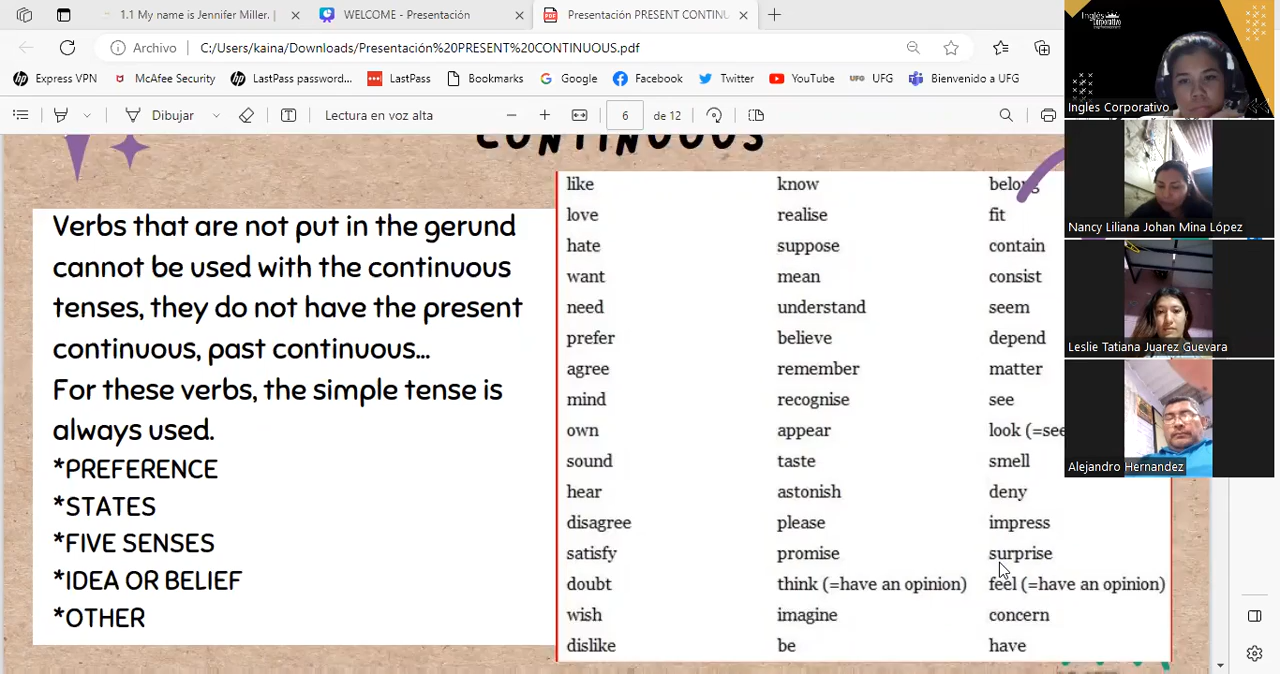 1.1 My name is Jennifer Miller.
WELCOME - Presentación
Presentación PRESENT CONTINU
Archivo
C:/Users/kaina/Downloads/Presentación%20PRESENT%20CONTINUOUS.pdf
Express VPN
McAfee Security
LastPass password...
LastPass
Bookmarks
Google
Facebook
Twitter
YouTube
UFG
Bienvenido a UFG
Dibujar
Lectura en voz alta
6
de 12
CONTINUOUS
Verbs that are not put in the gerund
cannot be used with the continuous
tenses, they do not have the present
continuous, past continuous...
For these verbs, the simple tense is
always used.
*PREFERENCE
*STATES
*FIVE SENSES
*IDEA OR BELIEF
*OTHER
like know belong
love realise fit
hate suppose contain
want mean consist
need understand seem
prefer believe depend
agree remember matter
mind recognise see
own appear look (=see
sound taste smell
hear astonish deny
disagree please impress
satisfy promise surprise
doubt think (=have an opinion) feel (=have an opinion)
wish imagine concern
dislike be have
Inglés
Corporativo
Ingles Corporativo
Nancy Liliana Johan Mina López
Leslie Tatiana Juarez Guevara
Alejandro Hernandez